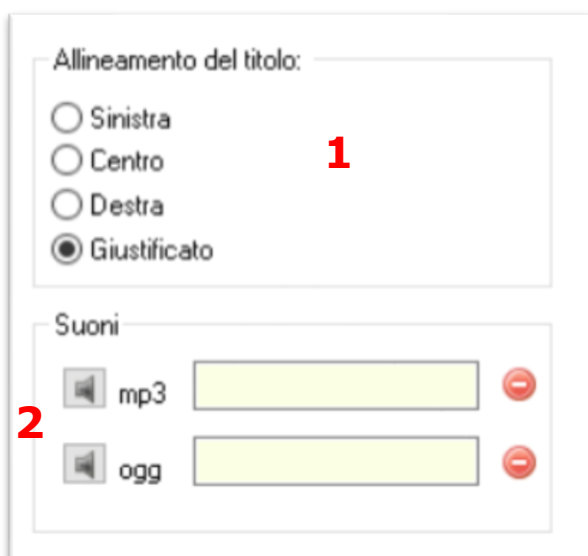 Allineamento del titolo:
Sinistra
1
Centro
Destra
Giustificato
Suoni
mp3
2
ogg